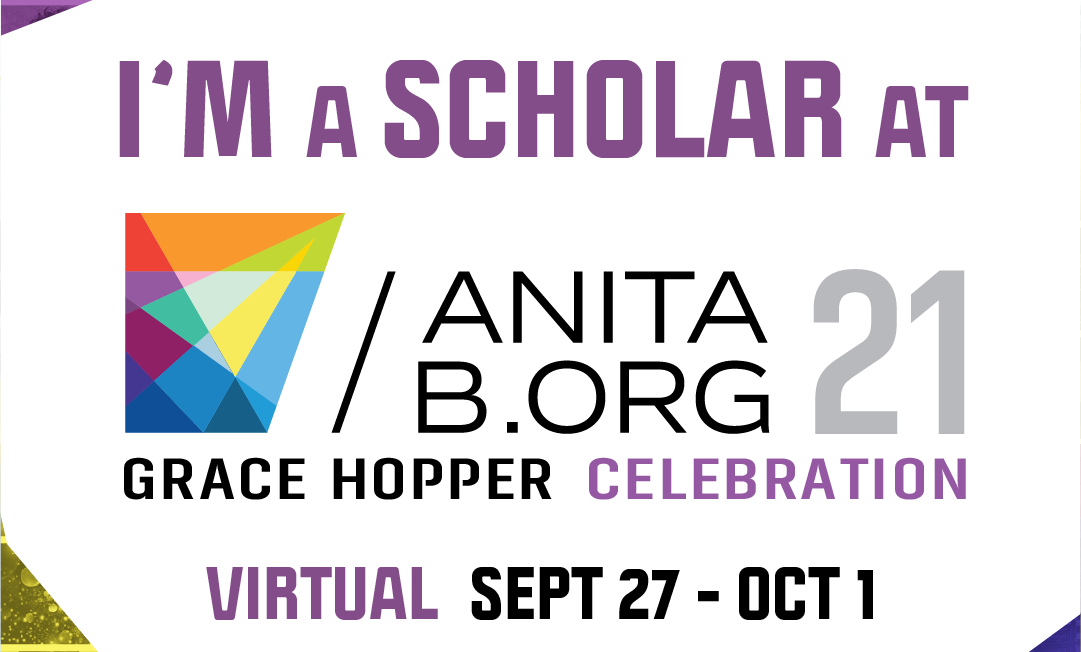 I'M A SCHOLAR AT
ANITA
B.ORG 21
GRACE HOPPER CELEBRATION
VIRTUAL SEPT 27 - OCT 1